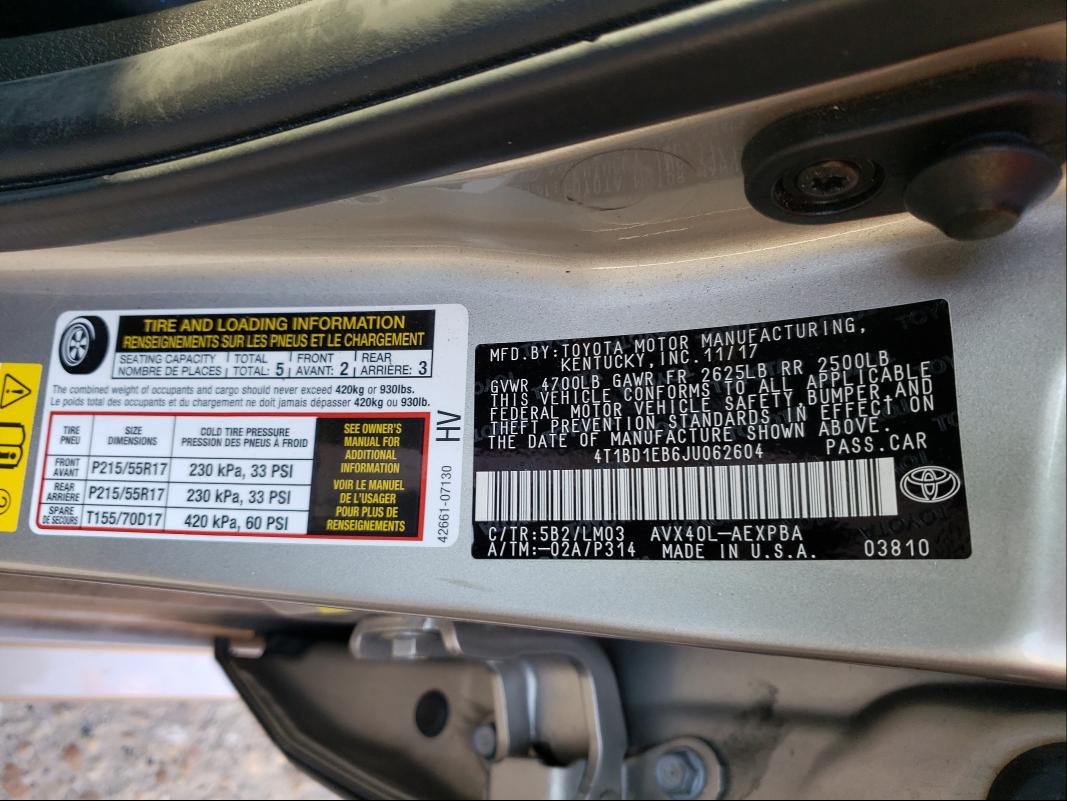 TIRE AND LOADING INFORMATION
RENSEIGNEMENTS SUR LES PNEUS ET LE CHARGEMENT
SEATING CAPACITY TOTAL FRONT REAR
NOMBRE DE PLACES TOTAL: 5 AVANT: 2 ARRIÈRE: 3
The combined weight of occupants and cargo should never exceed 420kg or 930lbs.
Le poids total des occupants et du chargement ne doit jamais dépasser 420kg ou 930lb.
TIRE SIZE COLD TIRE PRESSURE
PNEU DIMENSIONS PRESSION DES PNEUS À FROID
FRONT
AVANT P215/55R17 230 kPa, 33 PSI
REAR
ARRIÈRE P215/55R17 230 kPa, 33 PSI
SPARE
DE SECOURS T155/70D17 420 kPa, 60 PSI
SEE OWNER'S
MANUAL FOR
ADDITIONAL
INFORMATION
VOIR LE MANUEL
DE L'USAGER
POUR PLUS DE
RENSEIGNEMENTS
HV
42661-07130
MFD.BY:TOYOTA MOTOR MANUFACTURING,
KENTUCKY, INC. 11/17
GVWR 4700LB GAWR FR 2625LB RR 2500LB
THIS VEHICLE CONFORMS TO ALL APPLICABLE
FEDERAL MOTOR VEHICLE SAFETY,BUMPER,AND
THEFT PREVENTION STANDARDS IN EFFECT ON
THE DATE OF MANUFACTURE SHOWN ABOVE.
4T1BD1EB6JU062604 PASS.CAR
C/TR:5B2/LM03 AVX40L-AEXPBA
A/TM:-02A7P314 MADE IN U.S.A. 03810